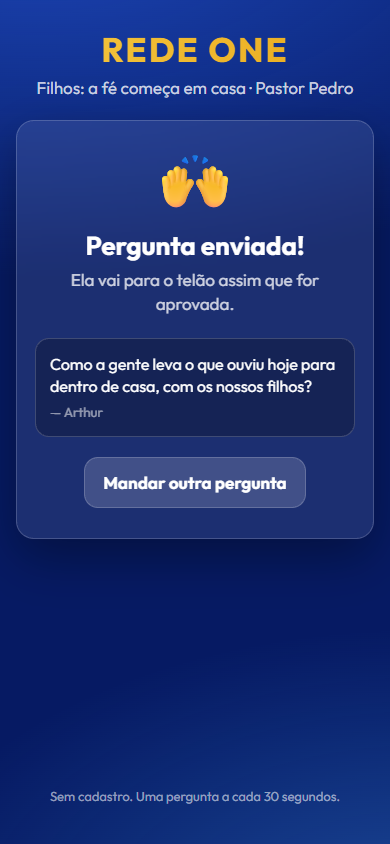 REDE ONE
Filhos: a fé começa em casa · Pastor Pedro
Pergunta enviada!
Ela vai para o telão assim que for
aprovada.
Como a gente leva o que ouviu hoje para
dentro de casa, com os nossos filhos?
— Arthur
Mandar outra pergunta
Sem cadastro. Uma pergunta a cada 30 segundos.